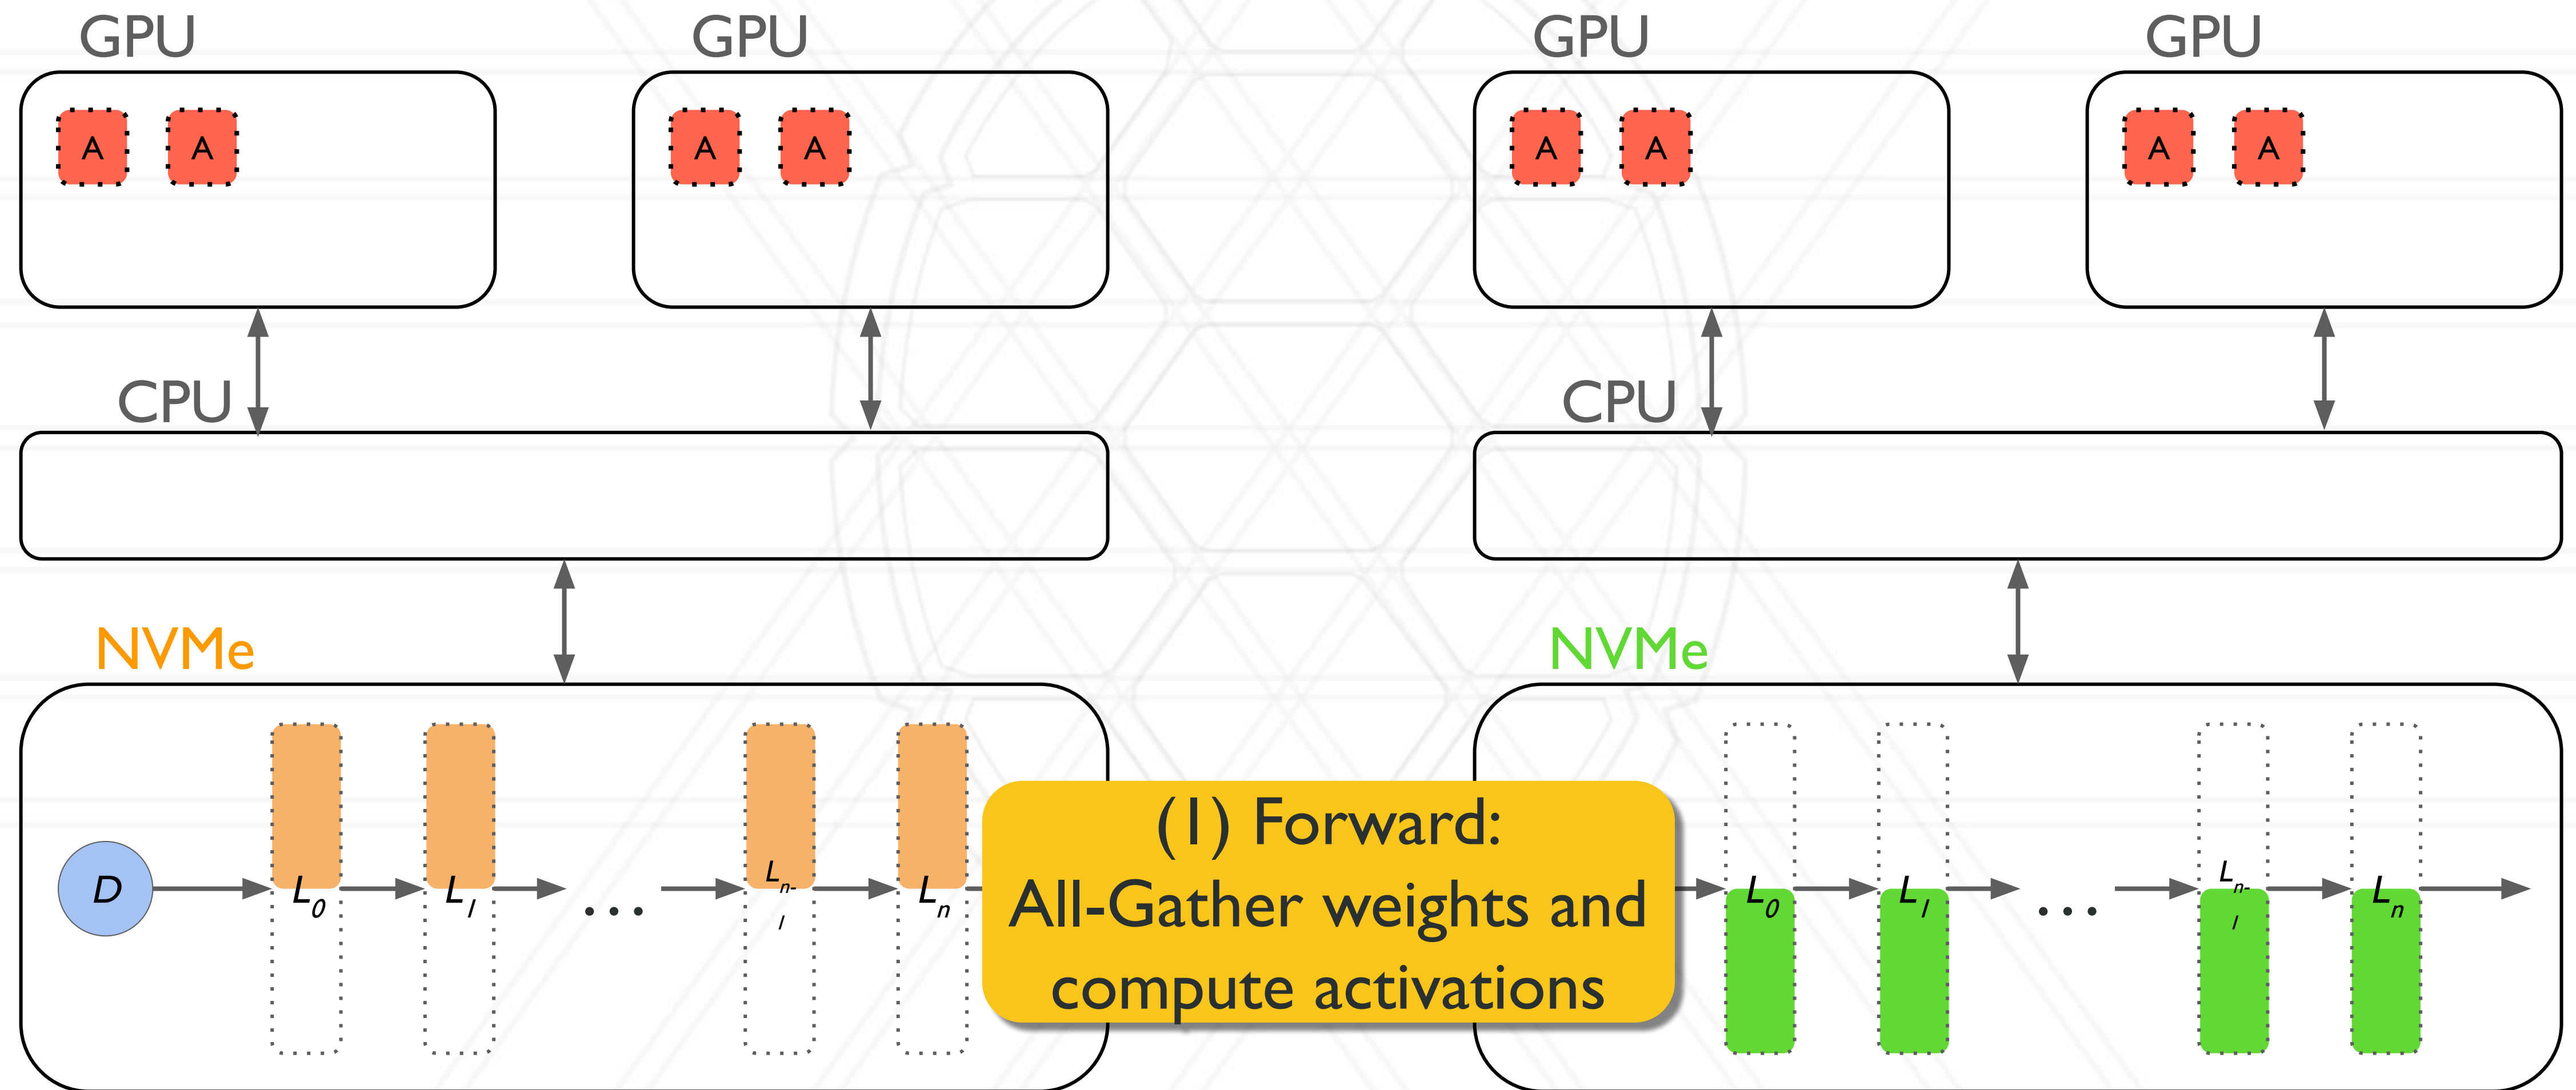 GPU GPU GPU GPU
A A A A A A A A
CPU CPU
NVMe NVMe
D L0 L1 ... Ln-1 Ln L0 L1 ... Ln-1 Ln
(1) Forward:
All-Gather weights and
compute activations